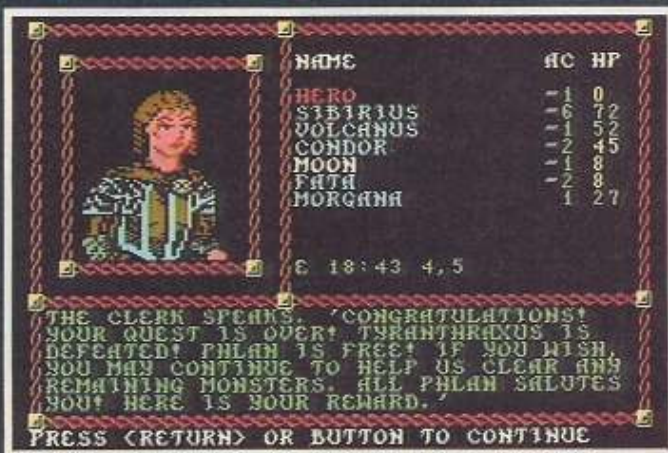 NAME AC HP
HERO -1 0
SIBIRIUS -6 72
VOLCANUS -1 52
CONDOR -2 45
MOON -1 8
FATA -2 8
MORGANA 1 27
E 18:43 4,5
THE CLERK SPEAKS. 'CONGRATULATIONS!
YOUR QUEST IS OVER! TYRANTHRAXUS IS
DEFEATED! PHLAN IS FREE! IF YOU WISH,
YOU MAY CONTINUE TO HELP US CLEAR ANY
REMAINING MONSTERS. ALL PHLAN SALUTES
YOU! HERE IS YOUR REWARD.'
PRESS <RETURN> OR BUTTON TO CONTINUE